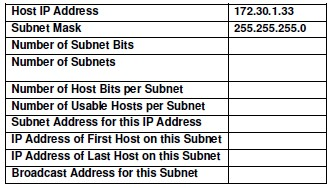 Host IP Address 172.30.1.33
Subnet Mask 255.255.255.0
Number of Subnet Bits
Number of Subnets
Number of Host Bits per Subnet
Number of Usable Hosts per Subnet
Subnet Address for this IP Address
IP Address of First Host on this Subnet
IP Address of Last Host on this Subnet
Broadcast Address for this Subnet